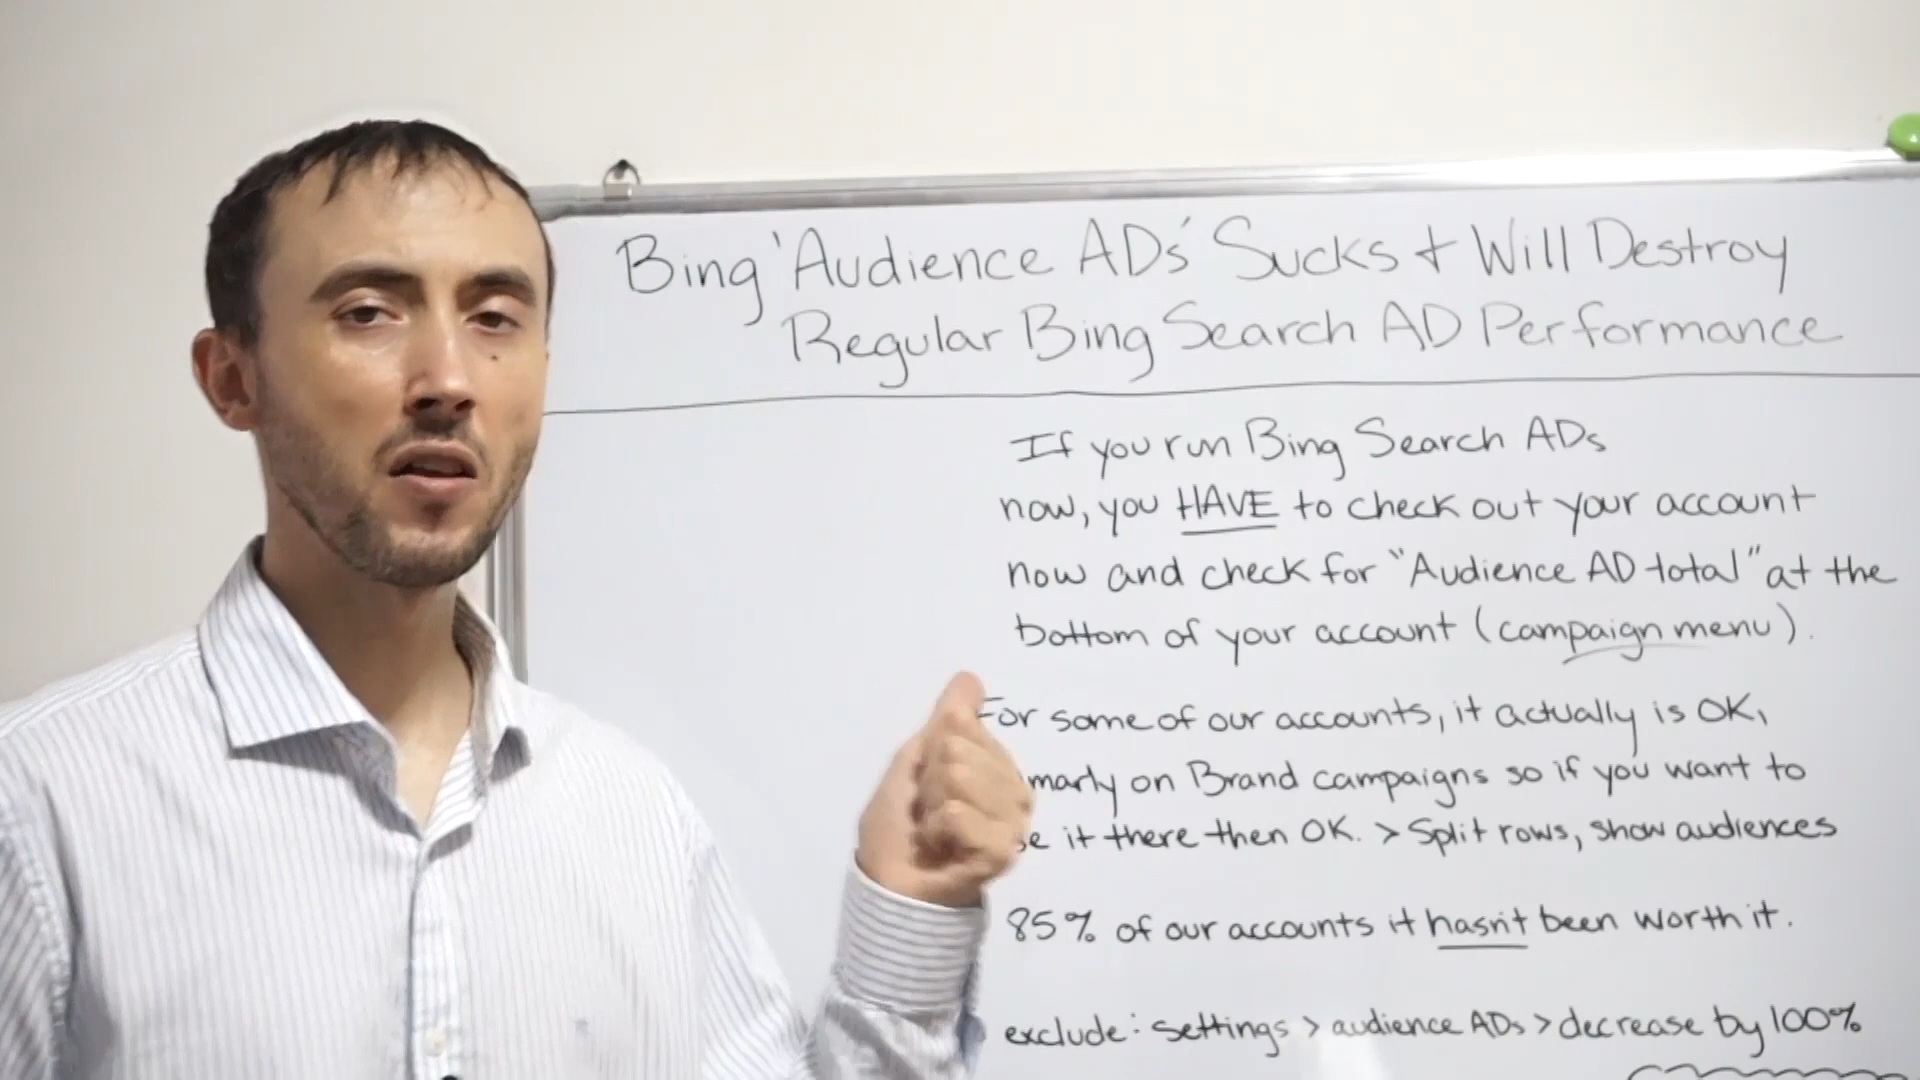 Bing 'Audience ADs' Sucks + Will Destroy
Regular Bing Search AD Performance
If you run Bing Search ADs
now, you HAVE to check out your account
now and check for "Audience AD total" at the
bottom of your account (campaign menu).
For some of our accounts, it actually is OK,
marly on Brand campaigns so if you want to
it there then OK. > Split rows, show audiences
85% of our accounts it hasn't been worth it.
exclude: settings > audience ADs > decrease by 100%